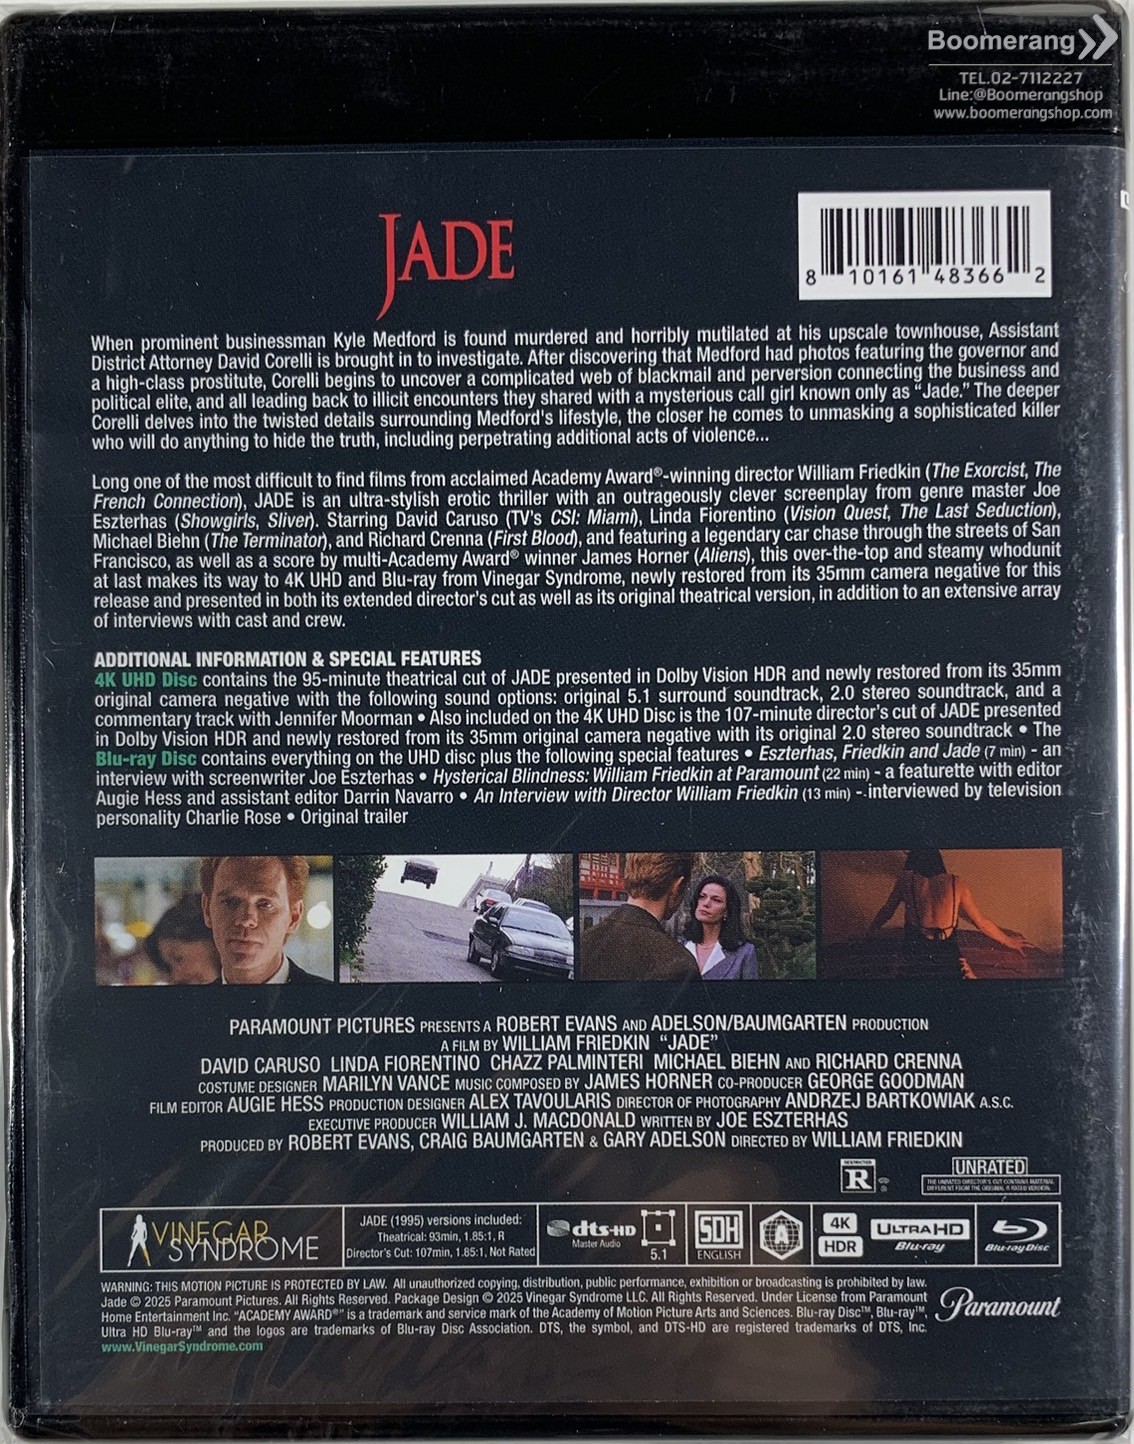 Boomerang
TEL.02-7112227
Line:@Boomerangshop
www.boomerangshop.com
JADE
8 10161 48366 2
When prominent businessman Kyle Medford is found murdered and horribly mutilated at his upscale townhouse, Assistant
District Attorney David Corelli is brought in to investigate. After discovering that Medford had photos featuring the governor and
a high-class prostitute, Corelli begins to uncover a complicated web of blackmail and perversion connecting the business and
political elite, and all leading back to illicit encounters they shared with a mysterious call girl known only as “Jade.” The deeper
Corelli delves into the twisted details surrounding Medford's lifestyle, the closer he comes to unmasking a sophisticated killer
who will do anything to hide the truth, including perpetrating additional acts of violence...
Long one of the most difficult to find films from acclaimed Academy Award®-winning director William Friedkin (The Exorcist, The
French Connection), JADE is an ultra-stylish erotic thriller with an outrageously clever screenplay from genre master Joe
Eszterhas (Showgirls, Sliver). Starring David Caruso (TV's CSI: Miami), Linda Fiorentino (Vision Quest, The Last Seduction),
Michael Biehn (The Terminator), and Richard Crenna (First Blood), and featuring a legendary car chase through the streets of San
Francisco, as well as a score by multi-Academy Award® winner James Horner (Aliens), this over-the-top and steamy whodunit
at last makes its way to 4K UHD and Blu-ray from Vinegar Syndrome, newly restored from its 35mm camera negative for this
release and presented in both its extended director's cut as well as its original theatrical version, in addition to an extensive array
of interviews with cast and crew.
ADDITIONAL INFORMATION & SPECIAL FEATURES
4K UHD Disc contains the 95-minute theatrical cut of JADE presented in Dolby Vision HDR and newly restored from its 35mm
original camera negative with the following sound options: original 5.1 surround soundtrack, 2.0 stereo soundtrack, and a
commentary track with Jennifer Moorman • Also included on the 4K UHD Disc is the 107-minute director's cut of JADE presented
in Dolby Vision HDR and newly restored from its 35mm original camera negative with its original 2.0 stereo soundtrack • The
Blu-ray Disc contains everything on the UHD disc plus the following special features • Eszterhas, Friedkin and Jade (7 min) - an
interview with screenwriter Joe Eszterhas • Hysterical Blindness: William Friedkin at Paramount (22 min) - a featurette with editor
Augie Hess and assistant editor Darrin Navarro • An Interview with Director William Friedkin (13 min) - interviewed by television
personality Charlie Rose • Original trailer
PARAMOUNT PICTURES PRESENTS A ROBERT EVANS AND ADELSON/BAUMGARTEN PRODUCTION
A FILM BY WILLIAM FRIEDKIN “JADE”
DAVID CARUSO LINDA FIORENTINO CHAZZ PALMINTERI MICHAEL BIEHN AND RICHARD CRENNA
COSTUME DESIGNER MARILYN VANCE MUSIC COMPOSED BY JAMES HORNER CO-PRODUCER GEORGE GOODMAN
FILM EDITOR AUGIE HESS PRODUCTION DESIGNER ALEX TAVOULARIS DIRECTOR OF PHOTOGRAPHY ANDRZEJ BARTKOWIAK A.S.C.
EXECUTIVE PRODUCER WILLIAM J. MACDONALD WRITTEN BY JOE ESZTERHAS
PRODUCED BY ROBERT EVANS, CRAIG BAUMGARTEN & GARY ADELSON DIRECTED BY WILLIAM FRIEDKIN
RESTRICTED
R
UNRATED
THE UNRATED DIRECTOR'S CUT CONTAINS MATERIAL
DIFFERENT FROM THE ORIGINAL R-RATED VERSION.
VINEGAR
SYNDROME
JADE (1995) versions included:
Theatrical: 93min, 1.85:1, R
Director's Cut: 107min, 1.85:1, Not Rated
dts-HD
Master Audio
5.1
SDH
ENGLISH
A
4K
HDR
ULTRA HD
Blu-ray
Blu-ray Disc
WARNING: THIS MOTION PICTURE IS PROTECTED BY LAW. All unauthorized copying, distribution, public performance, exhibition or broadcasting is prohibited by law.
Jade © 2025 Paramount Pictures. All Rights Reserved. Package Design © 2025 Vinegar Syndrome LLC. All Rights Reserved. Under License from Paramount
Home Entertainment Inc. “ACADEMY AWARD®” is a trademark and service mark of the Academy of Motion Picture Arts and Sciences. Blu-ray Disc™, Blu-ray™,
Ultra HD Blu-ray™ and the logos are trademarks of Blu-ray Disc Association. DTS, the symbol, and DTS-HD are registered trademarks of DTS, Inc.
www.VinegarSyndrome.com
Paramount